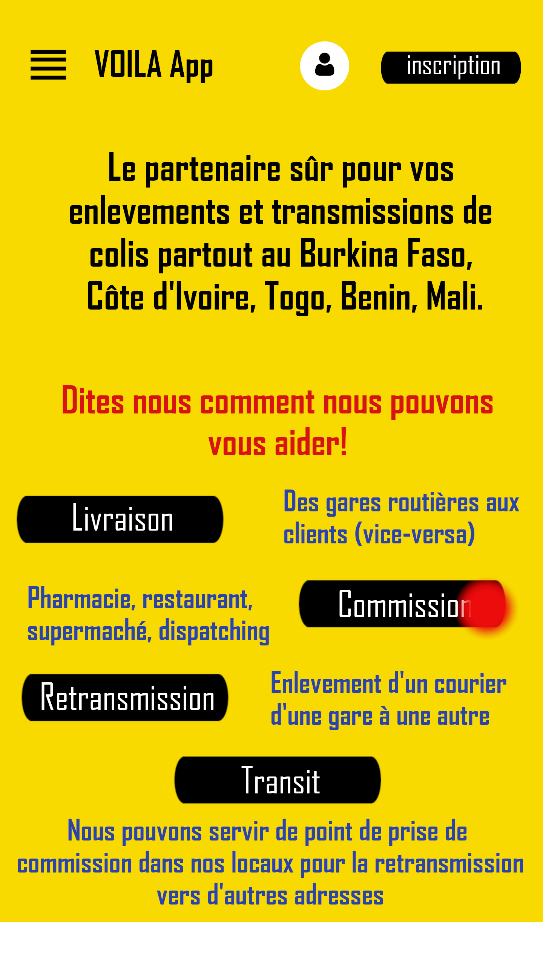 VOILA App
inscription
Le partenaire sûr pour vos
enlevements et transmissions de
colis partout au Burkina Faso,
Côte d'Ivoire, Togo, Benin, Mali.
Dites nous comment nous pouvons
vous aider!
Livraison
Des gares routières aux
clients (vice-versa)
Pharmacie, restaurant,
supermaché, dispatching
Commission
Retransmission
Enlevement d'un courier
d'une gare à une autre
Transit
Nous pouvons servir de point de prise de
commission dans nos locaux pour la retransmission
vers d'autres adresses